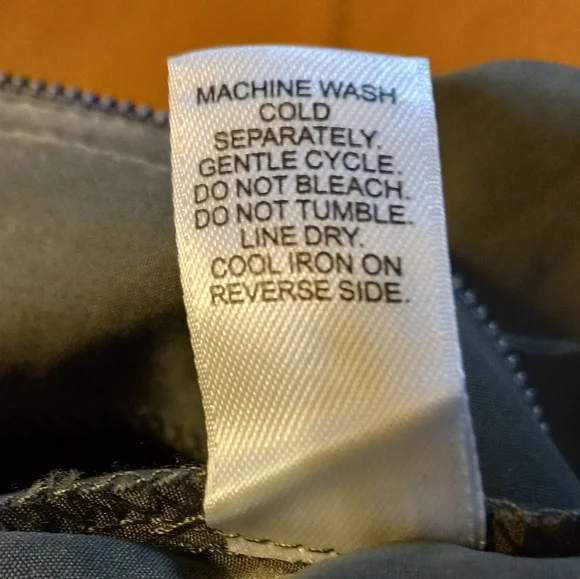 MACHINE WASH
COLD
SEPARATELY.
GENTLE CYCLE.
DO NOT BLEACH.
DO NOT TUMBLE.
LINE DRY.
COOL IRON ON
REVERSE SIDE.